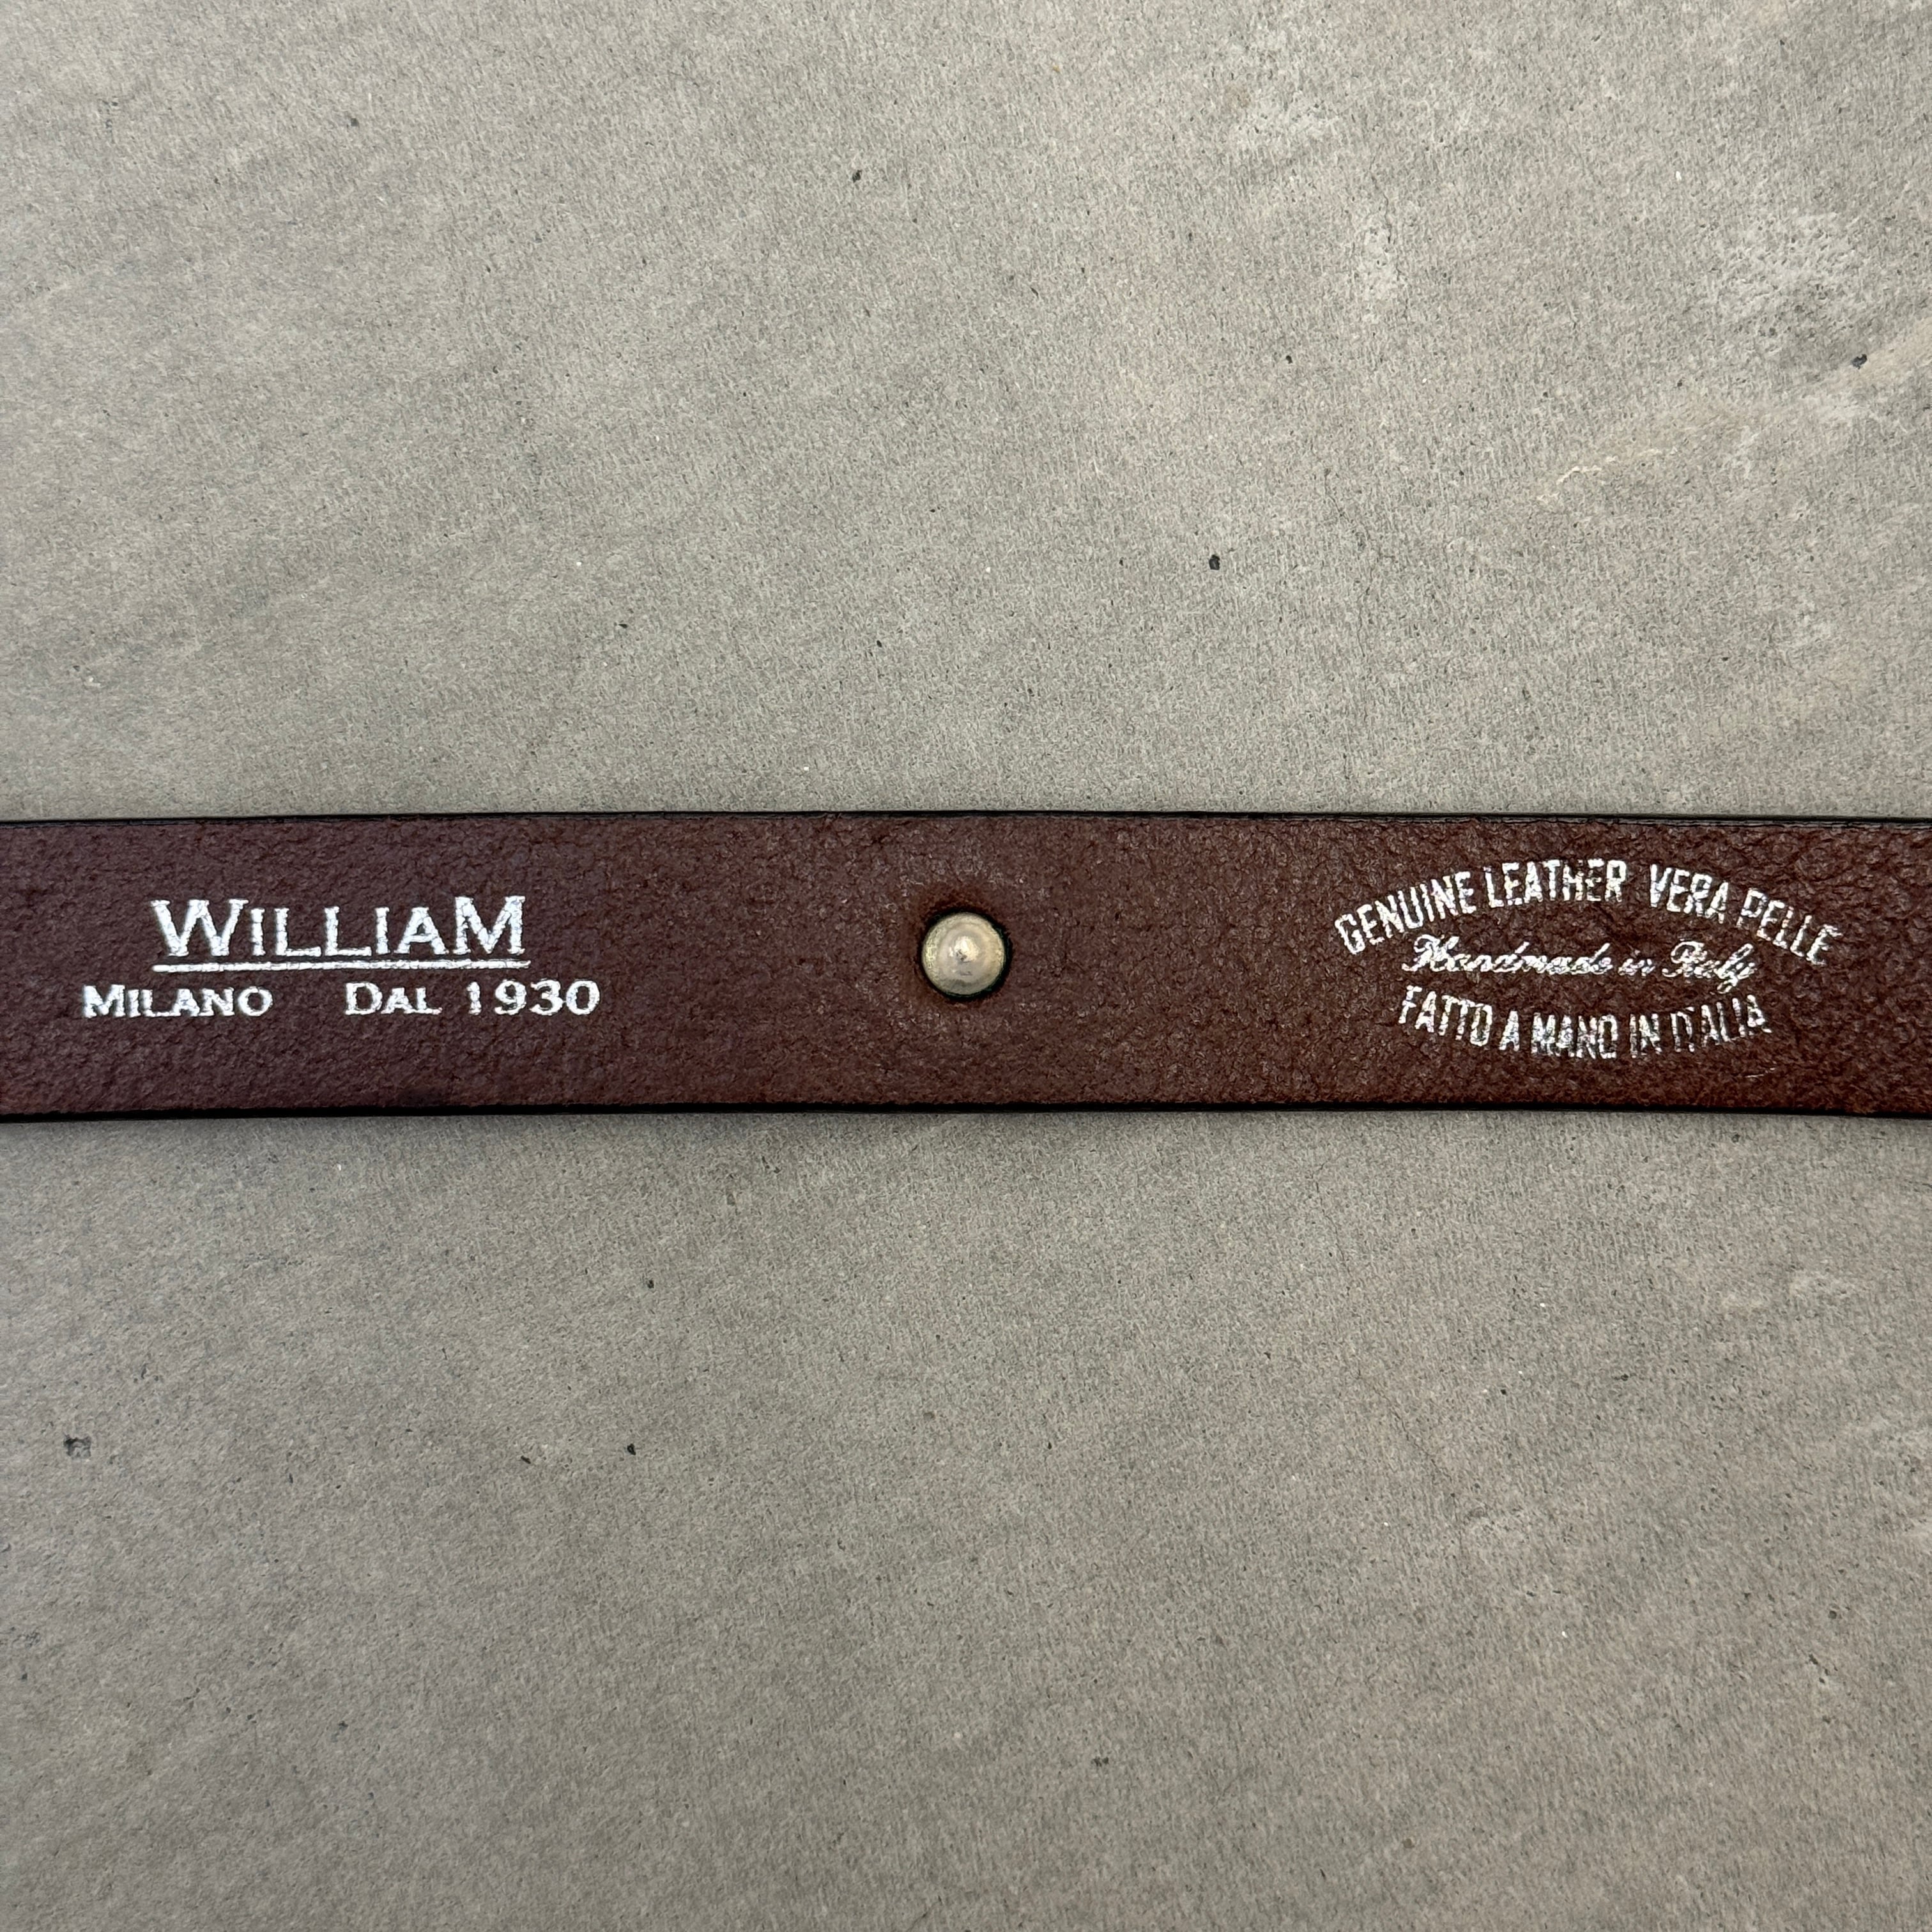 WILLIAM
MILANO DAL 1930
GENUINE LEATHER VERA PELLE
Handmade in Italy
FATTO A MANO IN ITALIA